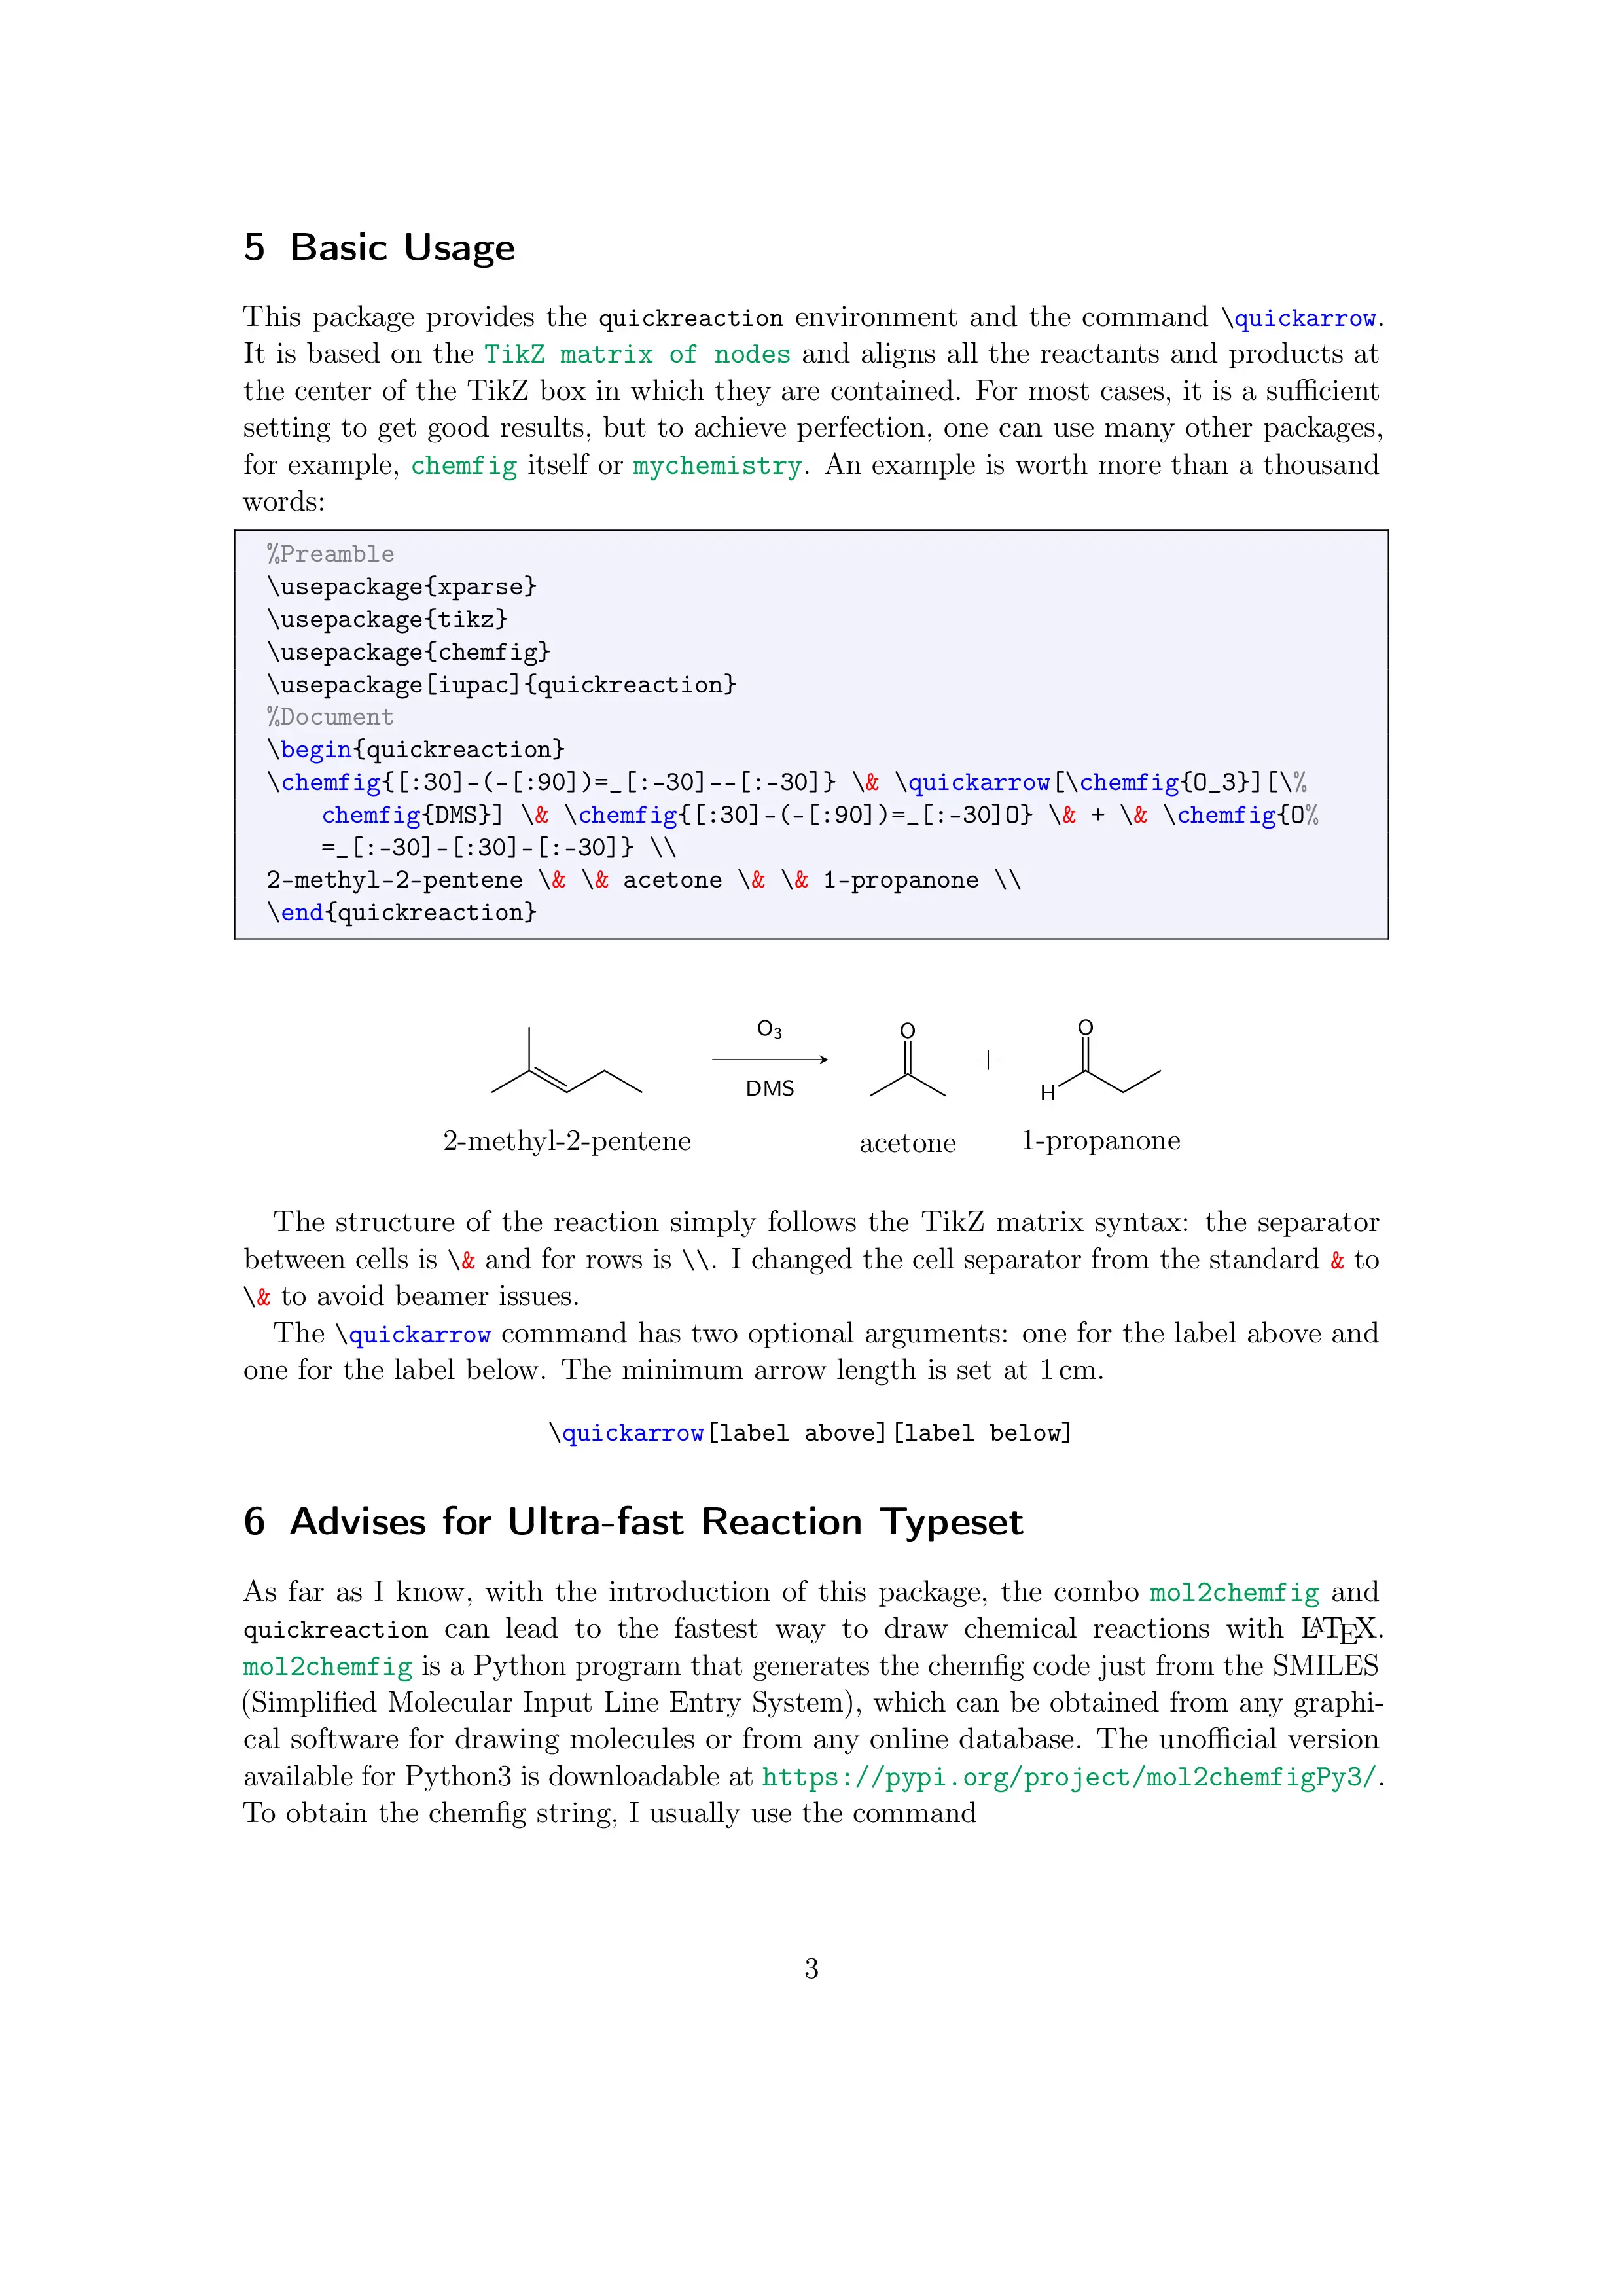 5 Basic Usage
This package provides the quickreaction environment and the command \quickarrow.
It is based on the TikZ matrix of nodes and aligns all the reactants and products at
the center of the TikZ box in which they are contained. For most cases, it is a sufficient
setting to get good results, but to achieve perfection, one can use many other packages,
for example, chemfig itself or mychemistry. An example is worth more than a thousand
words:
%Preamble
\usepackage{xparse}
\usepackage{tikz}
\usepackage{chemfig}
\usepackage[iupac]{quickreaction}
%Document
\begin{quickreaction}
\chemfig{[:30]-(-[:90])=_[:-30]--[:-30]} \& \quickarrow[\chemfig{O_3}][\%
chemfig{DMS}] \& \chemfig{[:30]-(-[:90])=_[:-30]O} \& + \& \chemfig{O%
=_[:-30]-[:30]-[:-30]} \\
2-methyl-2-pentene \& \& acetone \& \& 1-propanone \\
\end{quickreaction}
O3
DMS
O
+
O
H
2-methyl-2-pentene acetone 1-propanone
The structure of the reaction simply follows the TikZ matrix syntax: the separator
between cells is \& and for rows is \\. I changed the cell separator from the standard & to
\& to avoid beamer issues.
The \quickarrow command has two optional arguments: one for the label above and
one for the label below. The minimum arrow length is set at 1 cm.
\quickarrow[label above][label below]
6 Advises for Ultra-fast Reaction Typeset
As far as I know, with the introduction of this package, the combo mol2chemfig and
quickreaction can lead to the fastest way to draw chemical reactions with LATEX.
mol2chemfig is a Python program that generates the chemfig code just from the SMILES
(Simplified Molecular Input Line Entry System), which can be obtained from any graphi-
cal software for drawing molecules or from any online database. The unofficial version
available for Python3 is downloadable at https://pypi.org/project/mol2chemfigPy3/.
To obtain the chemfig string, I usually use the command
3